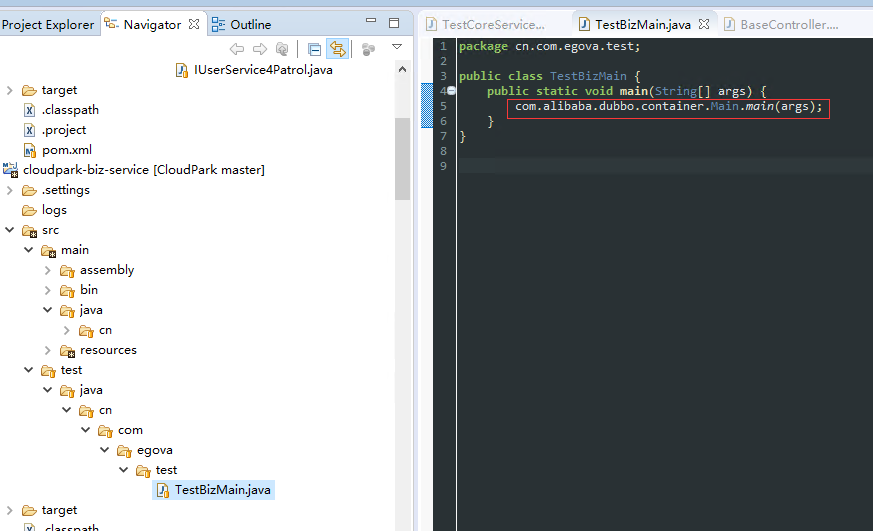 Project Explorer
Navigator
Outline
IUserService4Patrol.java
target
.classpath
.project
pom.xml
cloudpark-biz-service [CloudPark master]
.settings
logs
src
main
assembly
bin
java
cn
resources
test
java
cn
com
egova
test
TestBizMain.java
target
.classpath
TestCoreService...
TestBizMain.java
BaseController....
1 package cn.com.egova.test;
2
3 public class TestBizMain {
4 public static void main(String[] args) {
5 com.alibaba.dubbo.container.Main.main(args);
6 }
7 }
8
9